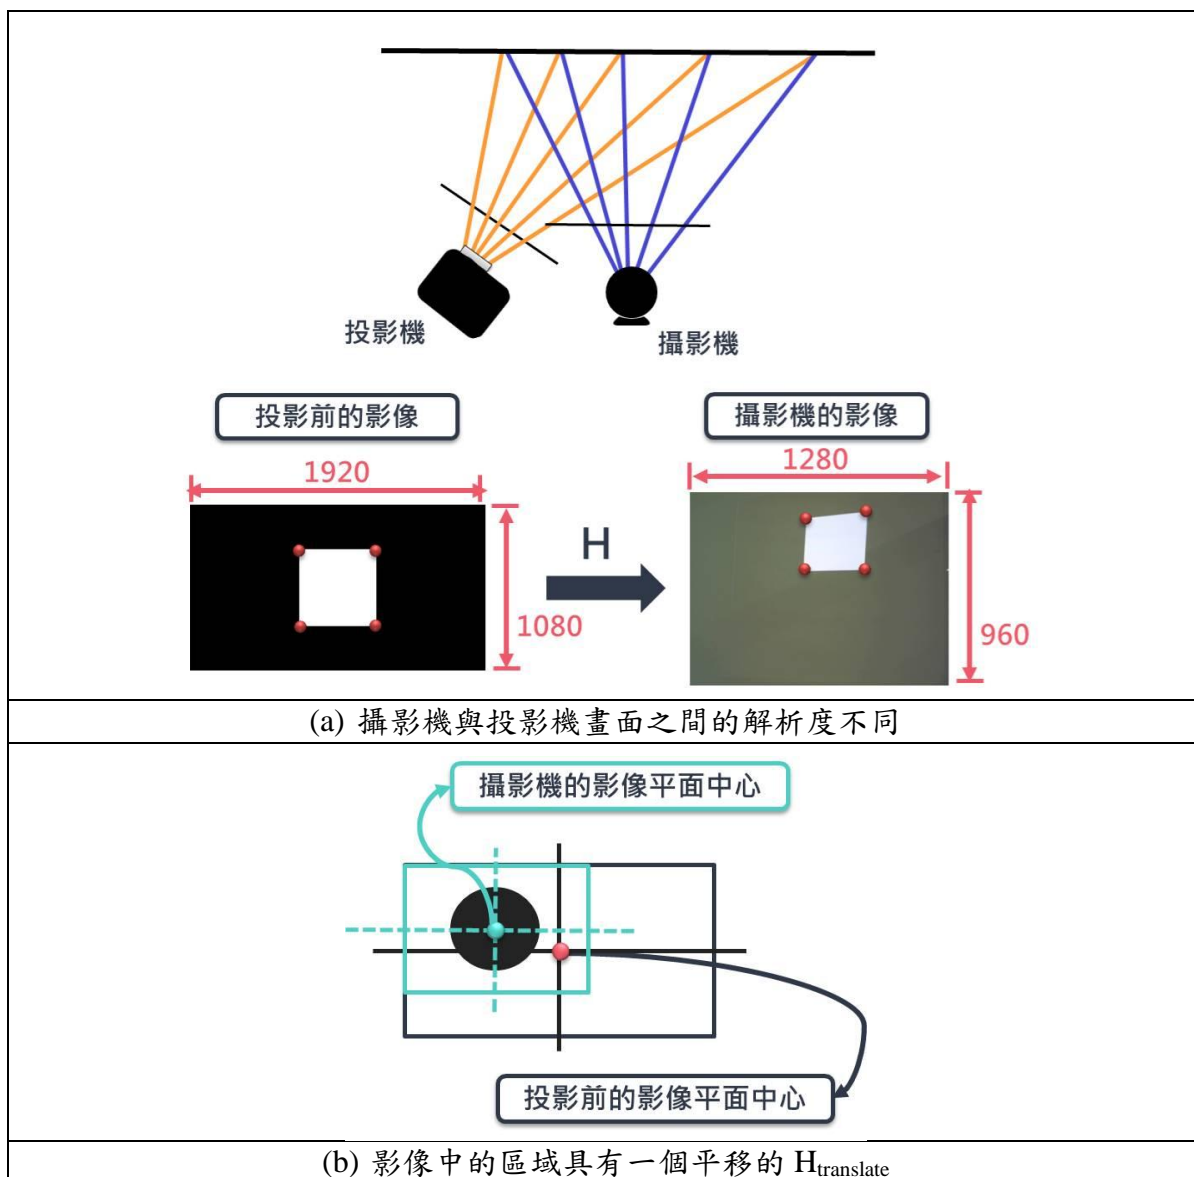 投影機
攝影機
投影前的影像
攝影機的影像
1920
1280
H
1080
960
(a) 攝影機與投影機畫面之間的解析度不同
攝影機的影像平面中心
投影前的影像平面中心
(b) 影像中的區域具有一個平移的 Htranslate